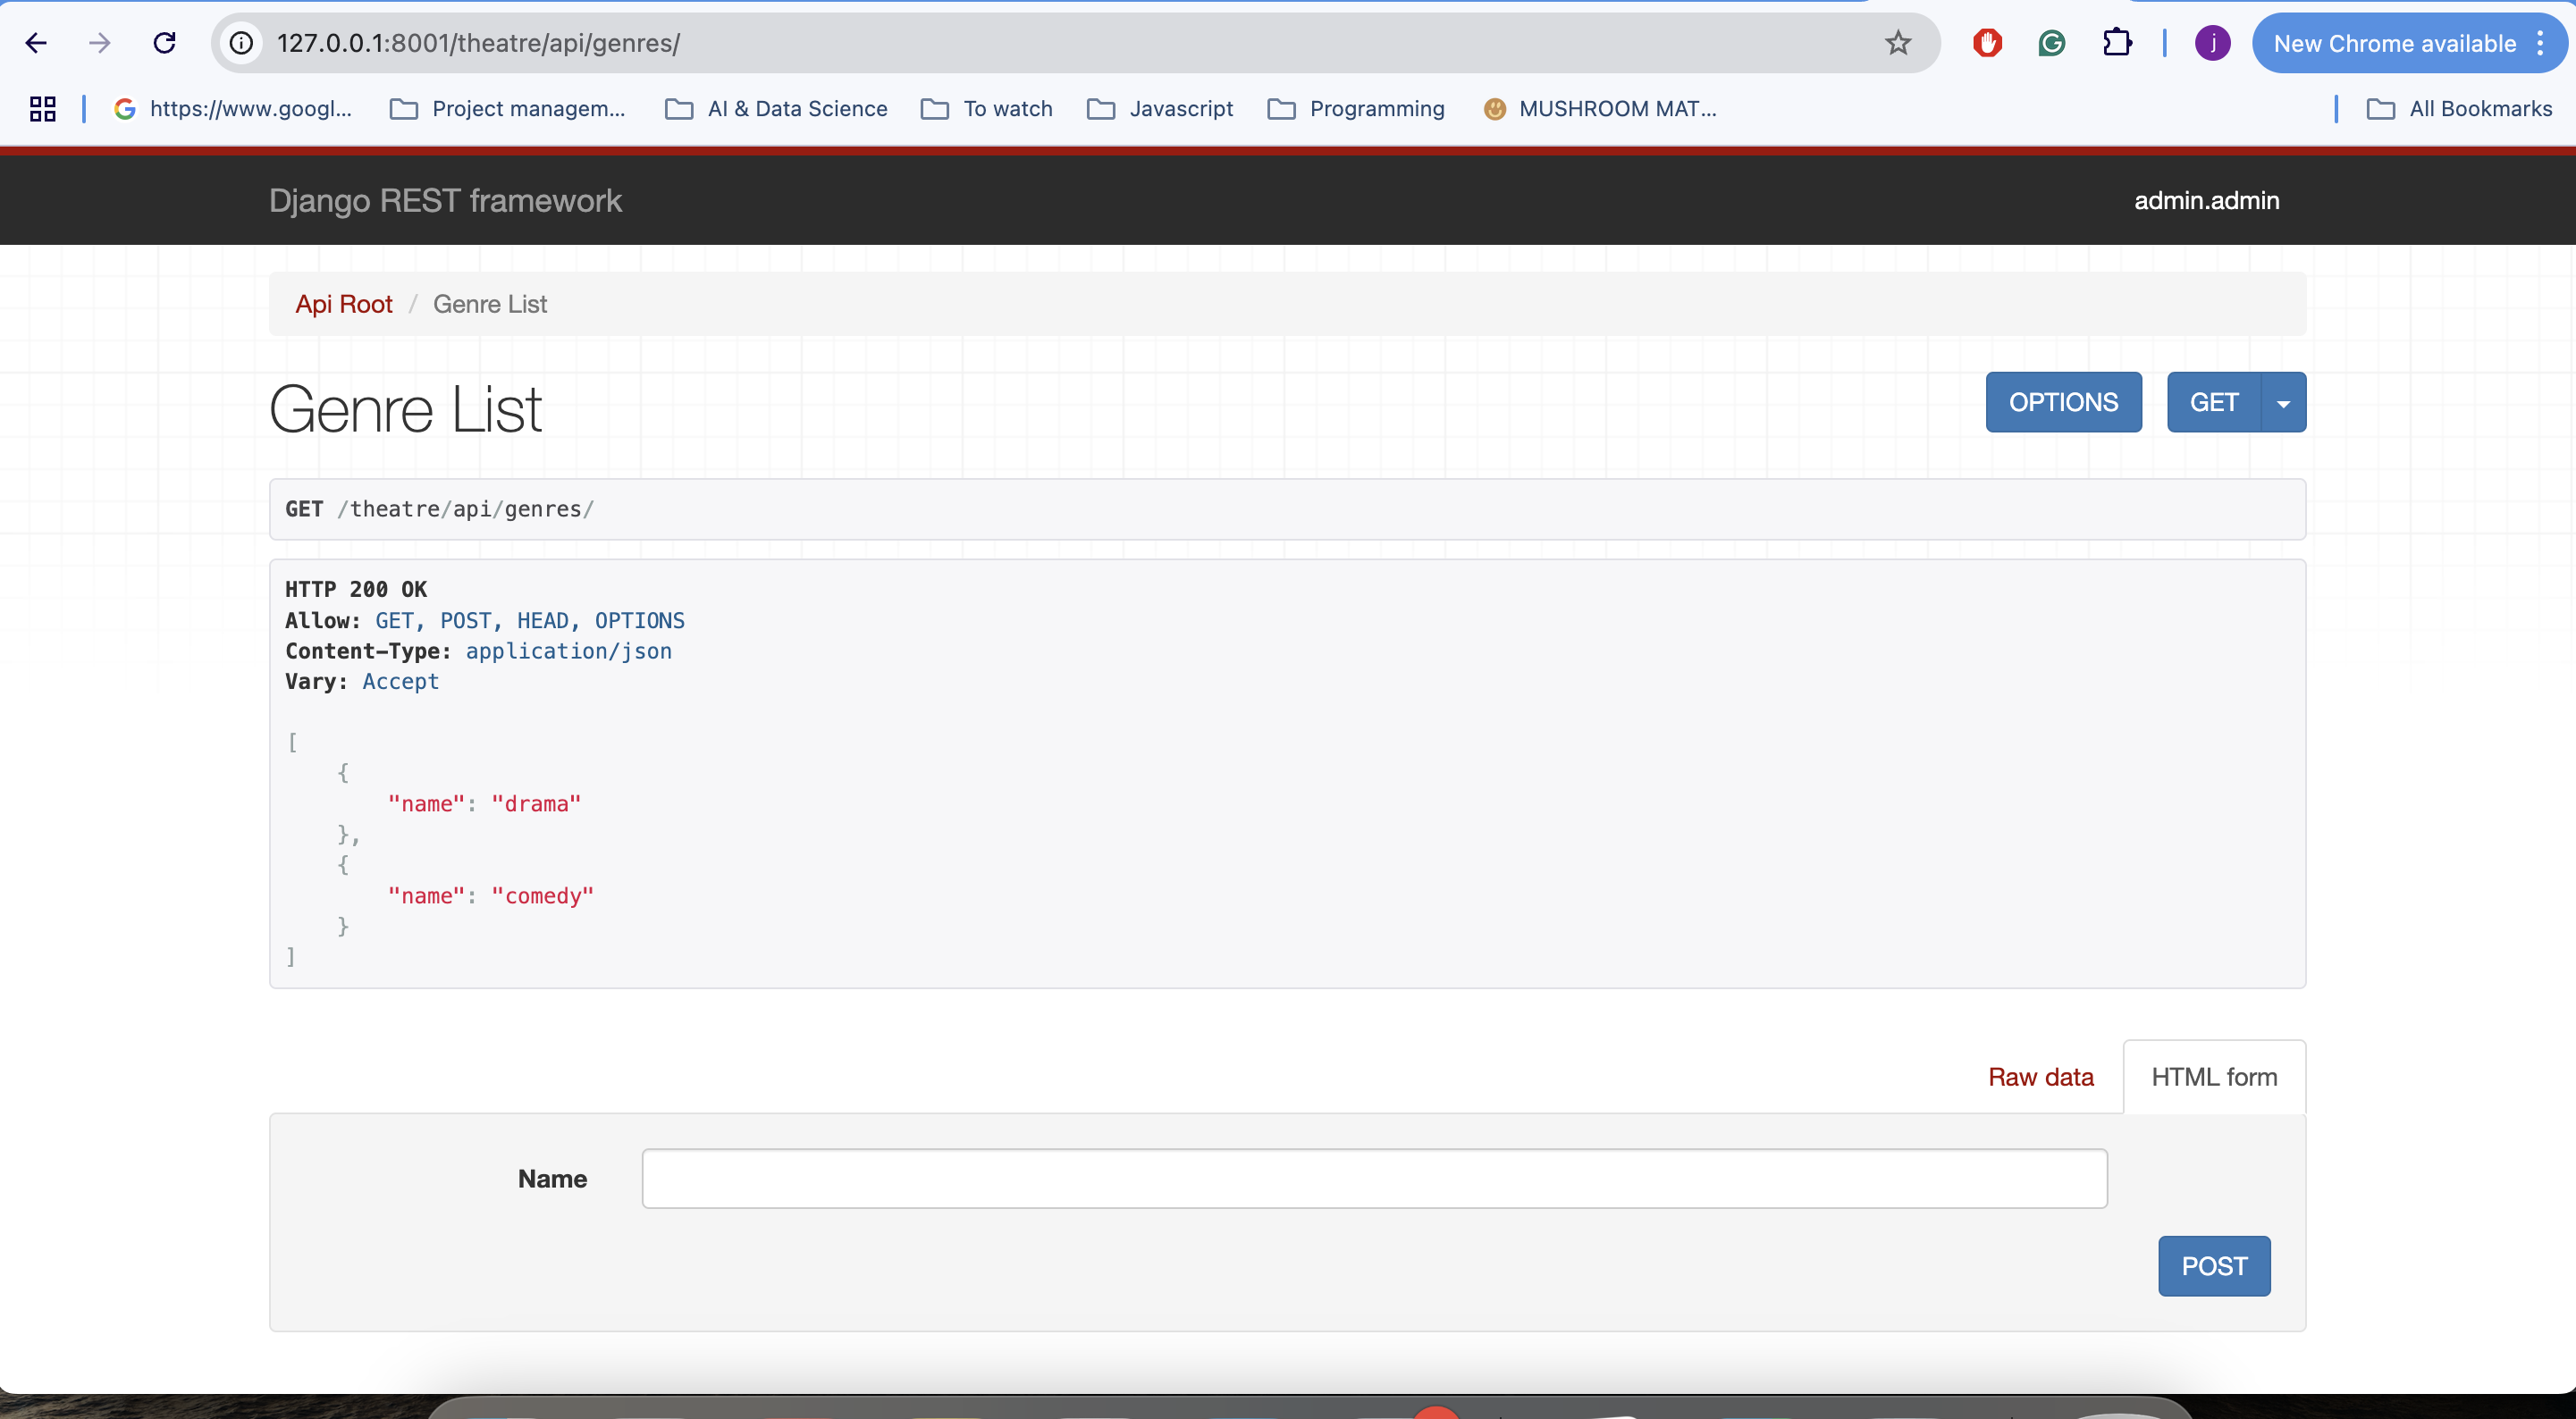 127.0.0.1:8001/theatre/api/genres/
j
New Chrome available
https://www.googl...
Project managem...
AI & Data Science
To watch
Javascript
Programming
MUSHROOM MAT...
All Bookmarks
Django REST framework
admin.admin
Api Root / Genre List
Genre List
OPTIONS
GET
GET /theatre/api/genres/
HTTP 200 OK
Allow: GET, POST, HEAD, OPTIONS
Content-Type: application/json
Vary: Accept
[
{
"name": "drama"
},
{
"name": "comedy"
}
]
Raw data
HTML form
Name
POST